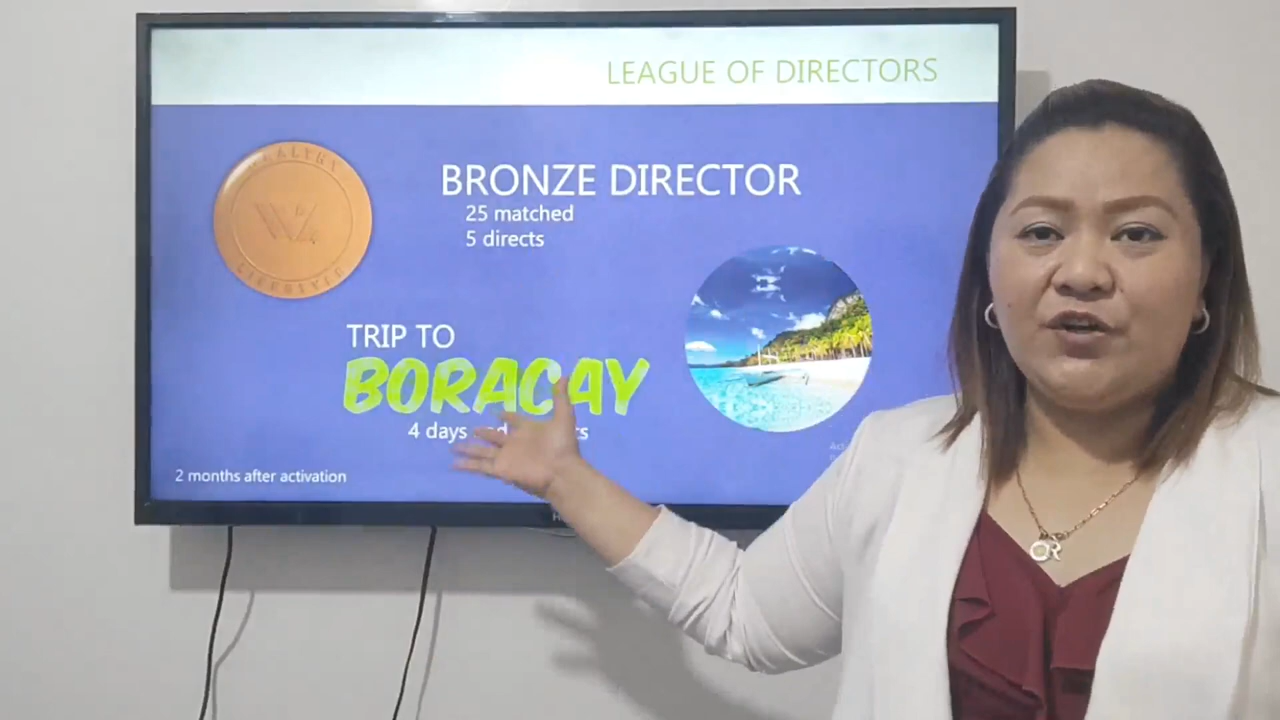 LEAGUE OF DIRECTORS
BRONZE DIRECTOR
25 matched
5 directs
TRIP TO
BORACAY
4 days
2 months after activation